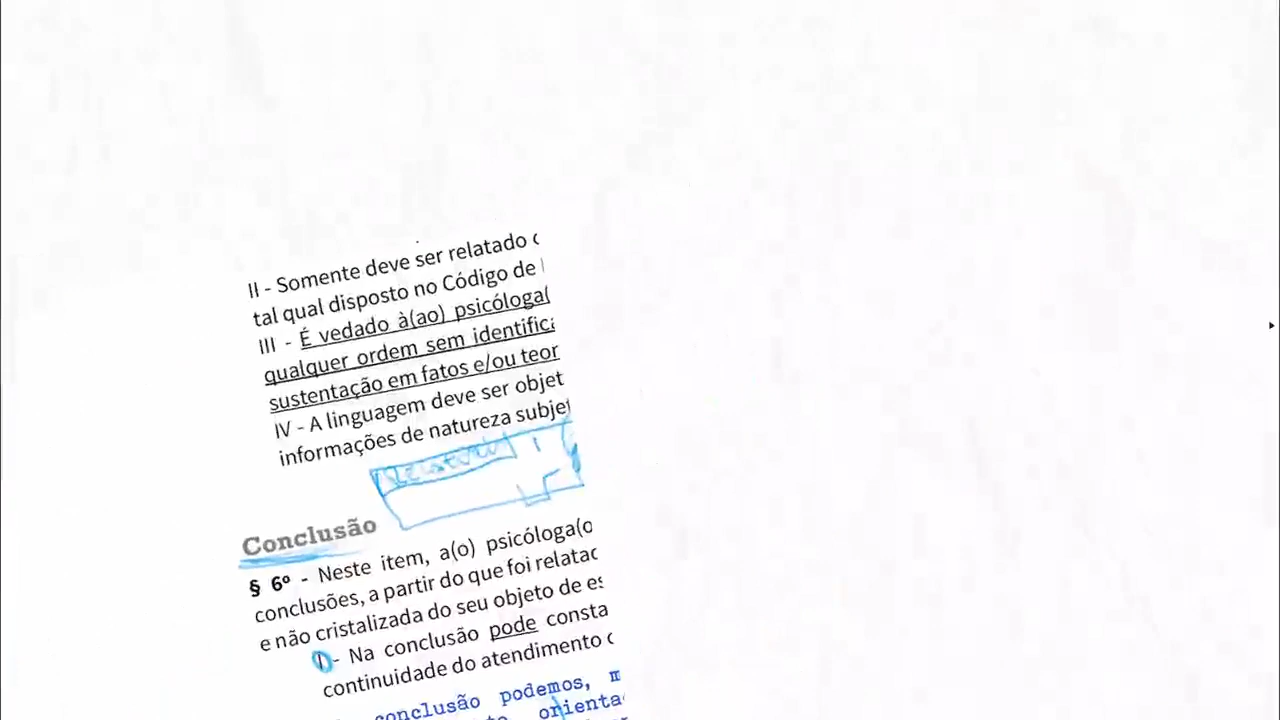 II - Somente deve ser relatado
tal qual disposto no Código de
III - É vedado à(ao) psicóloga(
qualquer ordem sem identific
sustentação em fatos e/ou teor
IV - A linguagem deve ser objet
informações de natureza subje
Conclusão
§ 6º - Neste item, a(o) psicóloga(o
conclusões, a partir do que foi relatad
e não cristalizada do seu objeto de es
I - Na conclusão pode consta
continuidade do atendimento
conclusão podemos, m
orienta